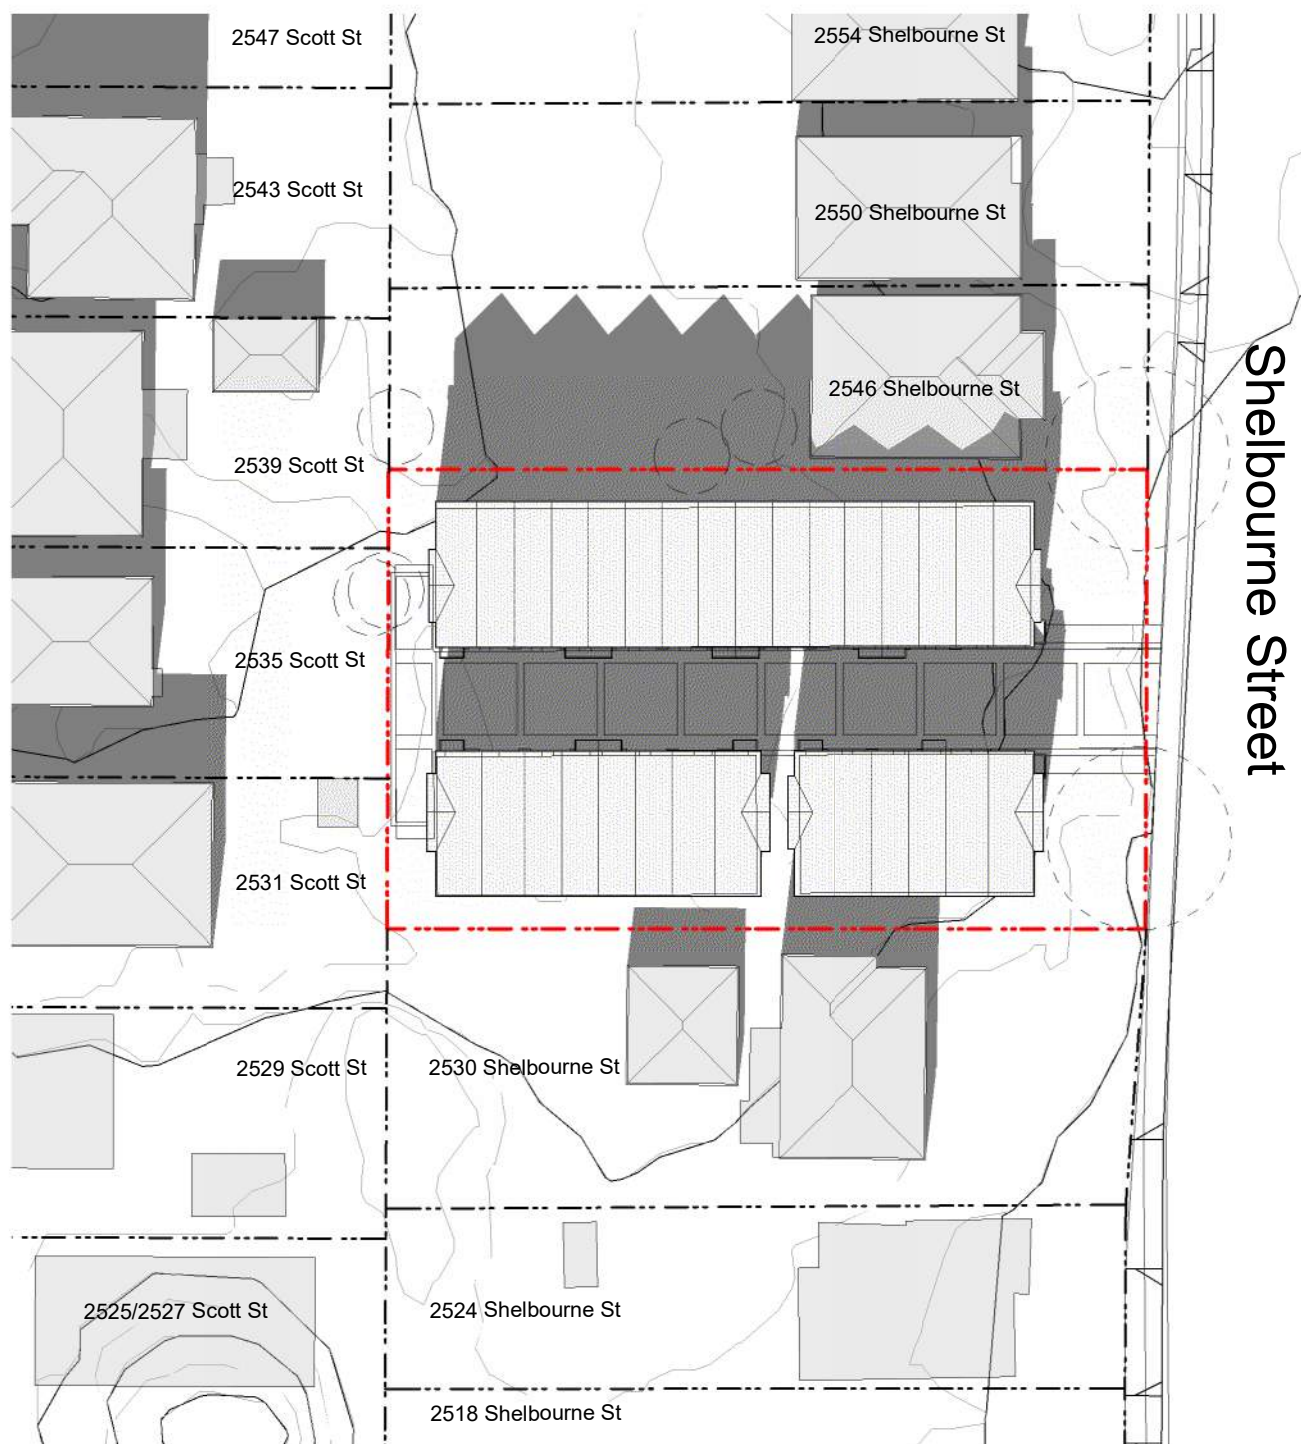 2547 Scott St
2554 Shelbourne St
2543 Scott St
2550 Shelbourne St
2546 Shelbourne St
2539 Scott St
Shelbourne Street
2535 Scott St
2531 Scott St
2529 Scott St
2530 Shelbourne St
2525/2527 Scott St
2524 Shelbourne St
2518 Shelbourne St